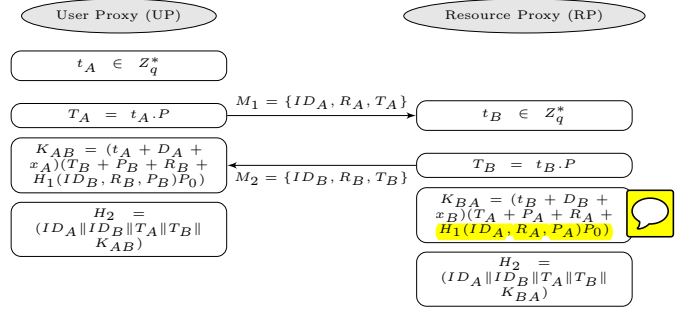 User Proxy (UP)
Resource Proxy (RP)
t_A ∈ Z_q^*
T_A = t_A.P
M_1 = {ID_A, R_A, T_A}
t_B ∈ Z_q^*
K_AB = (t_A + D_A +
x_A)(T_B + P_B + R_B +
H_1(ID_B, R_B, P_B)P_0)
M_2 = {ID_B, R_B, T_B}
T_B = t_B.P
K_BA = (t_B + D_B +
x_B)(T_A + P_A + R_A +
H_1(ID_A, R_A, P_A)P_0)
H_2 =
(ID_A‖ID_B‖T_A‖T_B‖
K_AB)
H_2 =
(ID_A‖ID_B‖T_A‖T_B‖
K_BA)